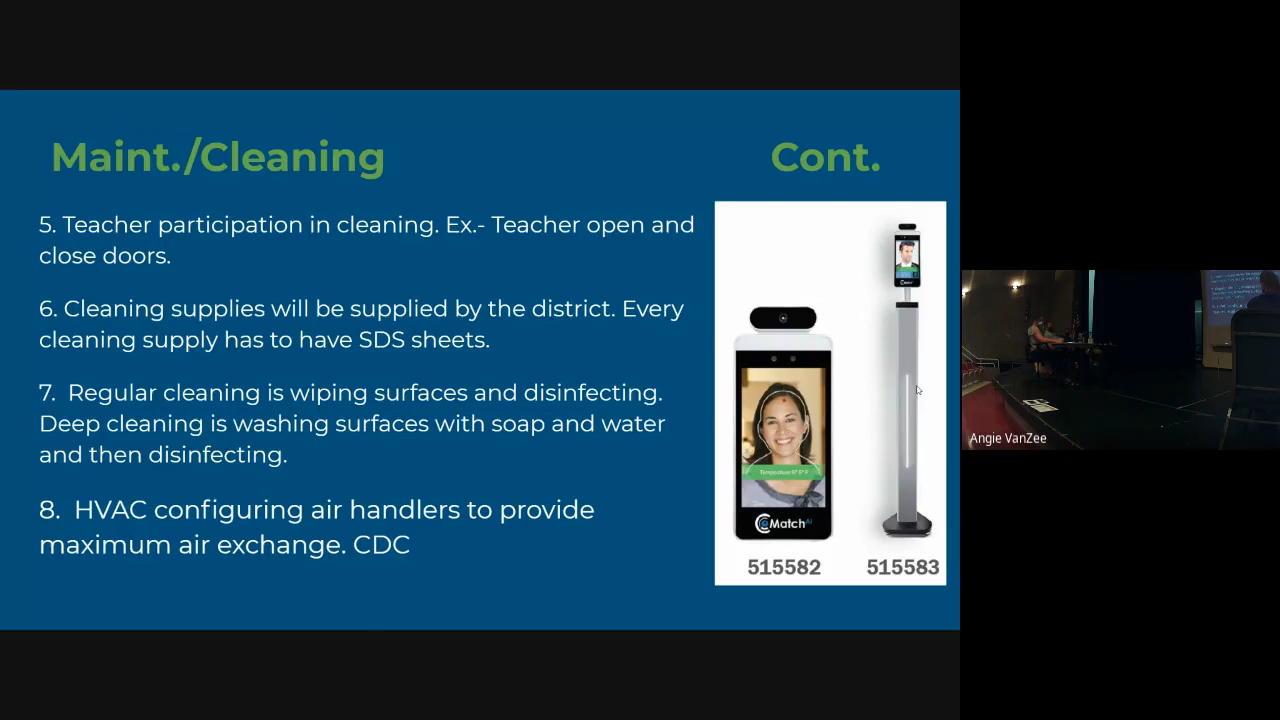 Maint./Cleaning Cont.
5. Teacher participation in cleaning. Ex.- Teacher open and
close doors.
6. Cleaning supplies will be supplied by the district. Every
cleaning supply has to have SDS sheets.
7. Regular cleaning is wiping surfaces and disinfecting.
Deep cleaning is washing surfaces with soap and water
and then disinfecting.
8. HVAC configuring air handlers to provide
maximum air exchange. CDC
MatchAI
515582 515583
Angie VanZee